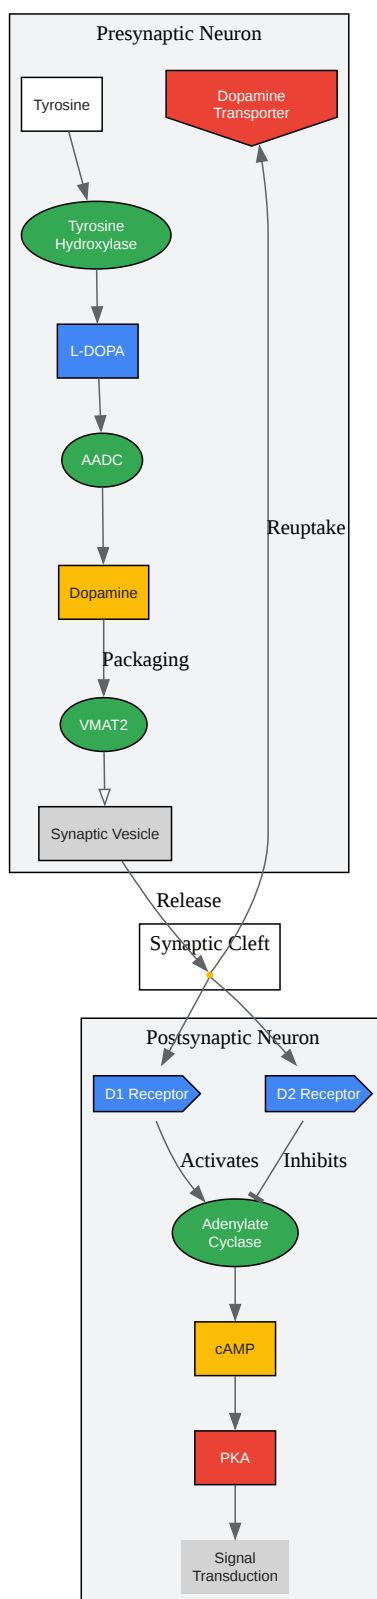 Presynaptic Neuron
Tyrosine
Dopamine
Transporter
Tyrosine
Hydroxylase
L-DOPA
AADC
Reuptake
Dopamine
Packaging
VMAT2
Synaptic Vesicle
Release
Synaptic Cleft
Postsynaptic Neuron
D1 Receptor
D2 Receptor
Activates
Inhibits
Adenylate
Cyclase
cAMP
PKA
Signal
Transduction